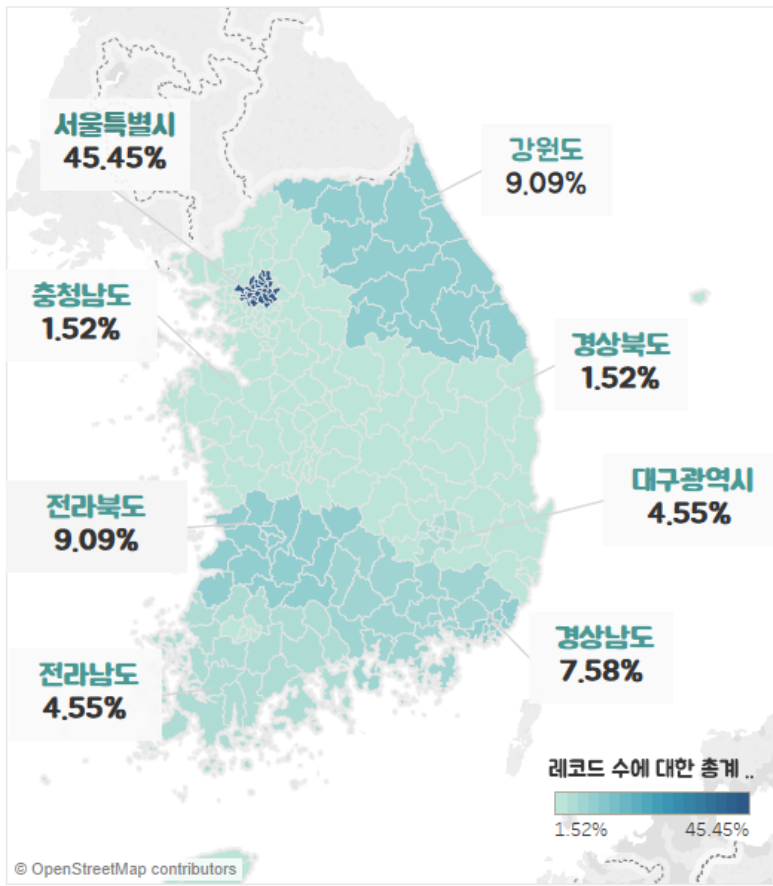 서울특별시
45.45%
강원도
9.09%
충청남도
1.52%
경상북도
1.52%
대구광역시
4.55%
전라북도
9.09%
경상남도
7.58%
전라남도
4.55%
레코드 수에 대한 총계 ..
1.52% 45.45%
© OpenStreetMap contributors